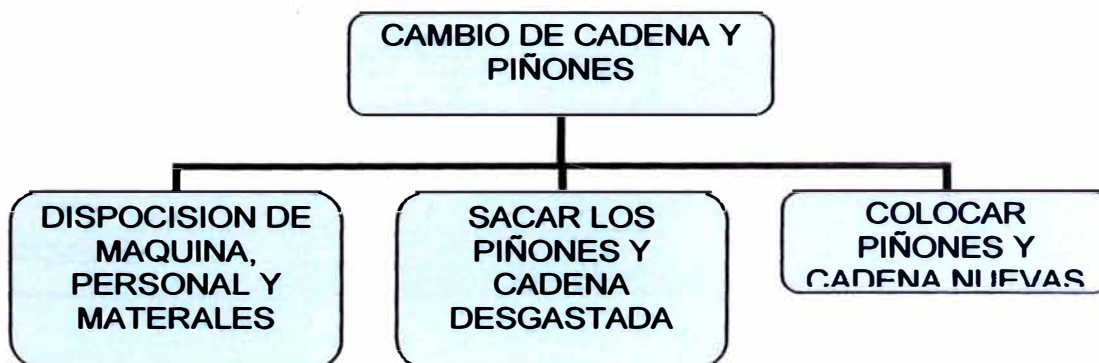 CAMBIO DE CADENA Y
PIÑONES
DISPOCISION DE
MAQUINA,
PERSONAL Y
MATERALES
SACAR LOS
PIÑONES Y
CADENA
DESGASTADA
COLOCAR
PIÑONES Y
CADENA NUEVAS